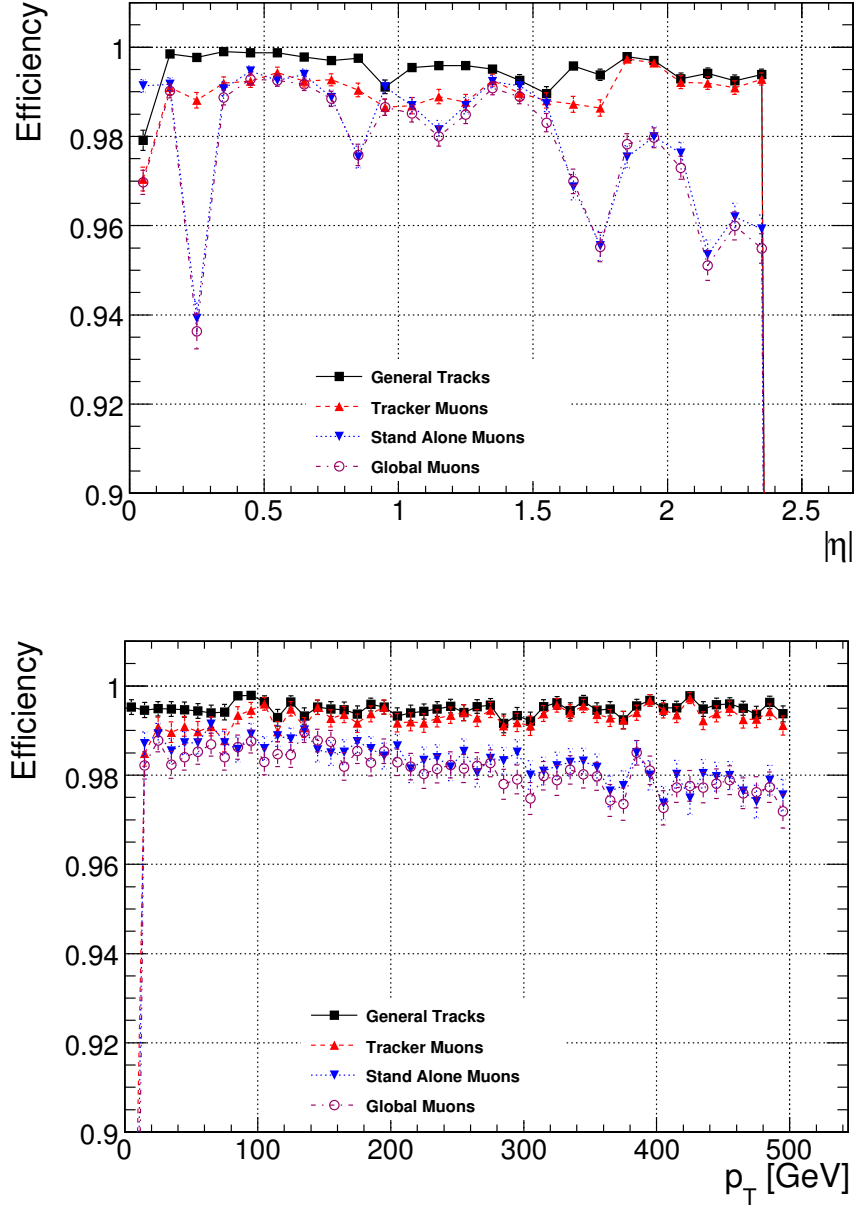 Efficiency
1
0.98
0.96
0.94
0.92
0.9
General Tracks
Tracker Muons
Stand Alone Muons
Global Muons
0 0.5 1 1.5 2 2.5
|η|
Efficiency
1
0.98
0.96
0.94
0.92
0.9
General Tracks
Tracker Muons
Stand Alone Muons
Global Muons
0 100 200 300 400 500
p_T [GeV]